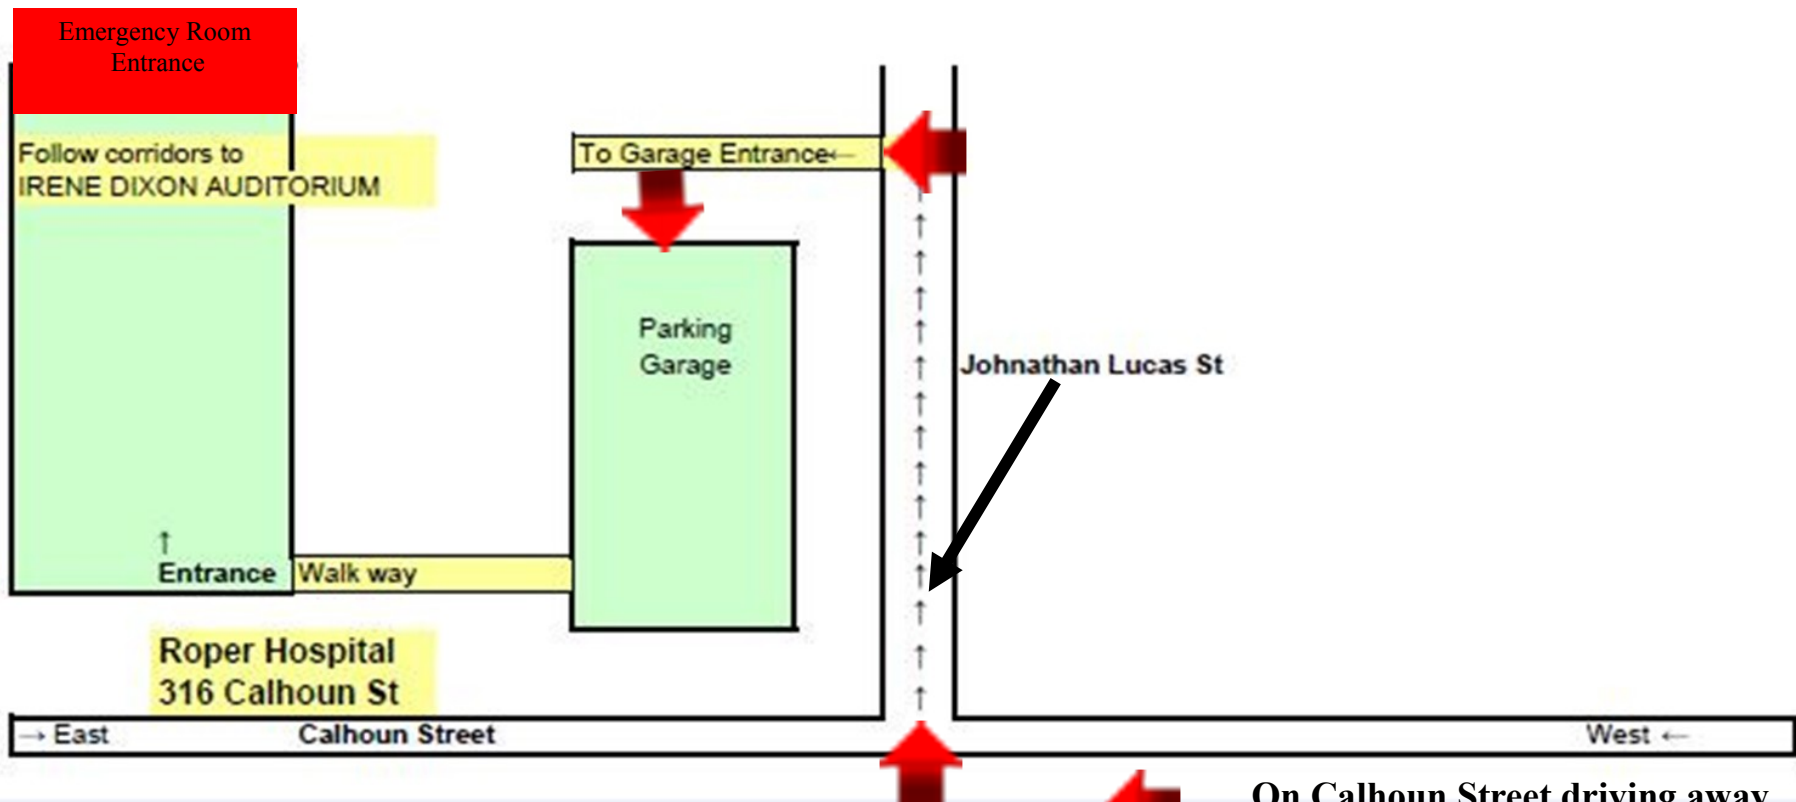 Emergency Room
Entrance
Follow corridors to
IRENE DIXON AUDITORIUM
To Garage Entrance←
Parking
Garage
Johnathan Lucas St
↑
Entrance
Walk way
Roper Hospital
316 Calhoun St
→ East
Calhoun Street
West ←
On Calhoun Street driving away